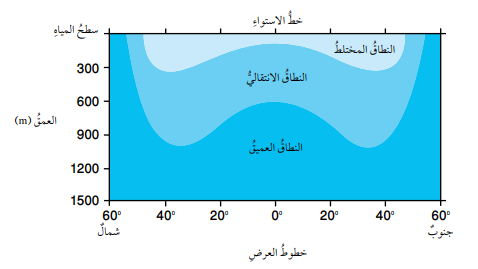 خطُّ الاستواءِ
سطحُ المياهِ
النطاقُ المختلطُ
300
النطاقُ الانتقاليُّ
600
العمقُ (m)
900
النطاقُ العميقُ
1200
1500
60° 40° 20° 0° 20° 40° 60°
شمالٌ
جنوبٌ
خطوطُ العرضِ